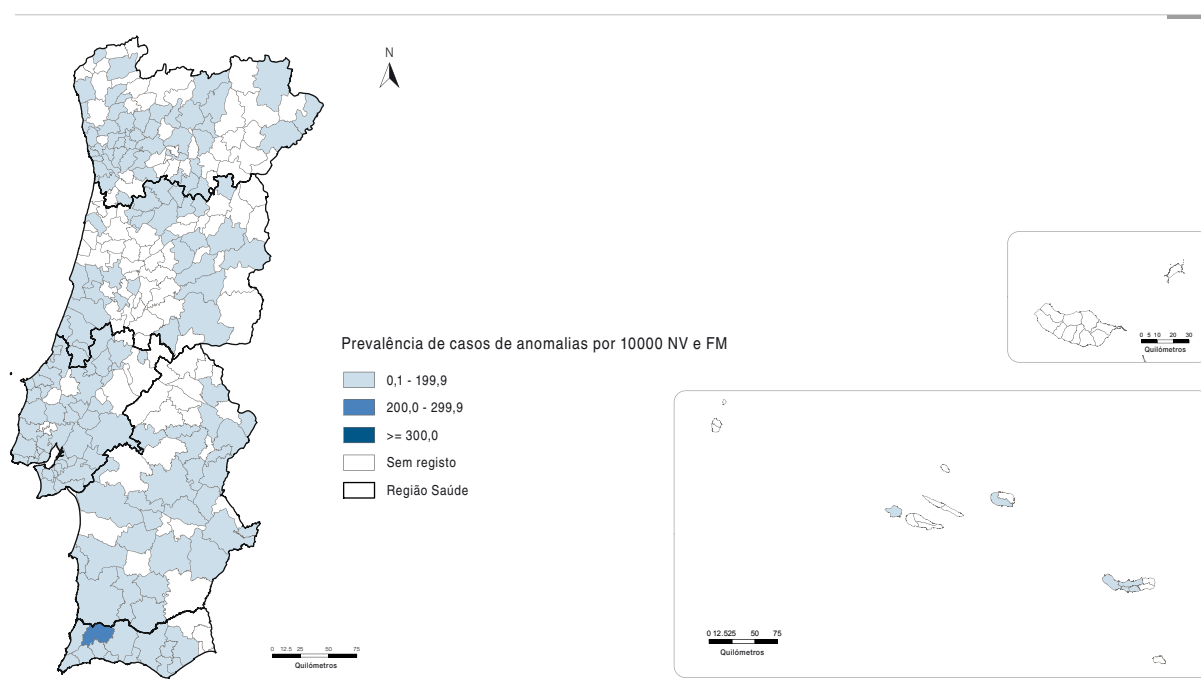 N
Prevalência de casos de anomalias por 10000 NV e FM
0,1 - 199,9
200,0 - 299,9
>= 300,0
Sem registo
Região Saúde
0 5 10 20 30
Quilómetros
0 12.525 50 75
Quilómetros
0 12.5 25 50 75
Quilómetros